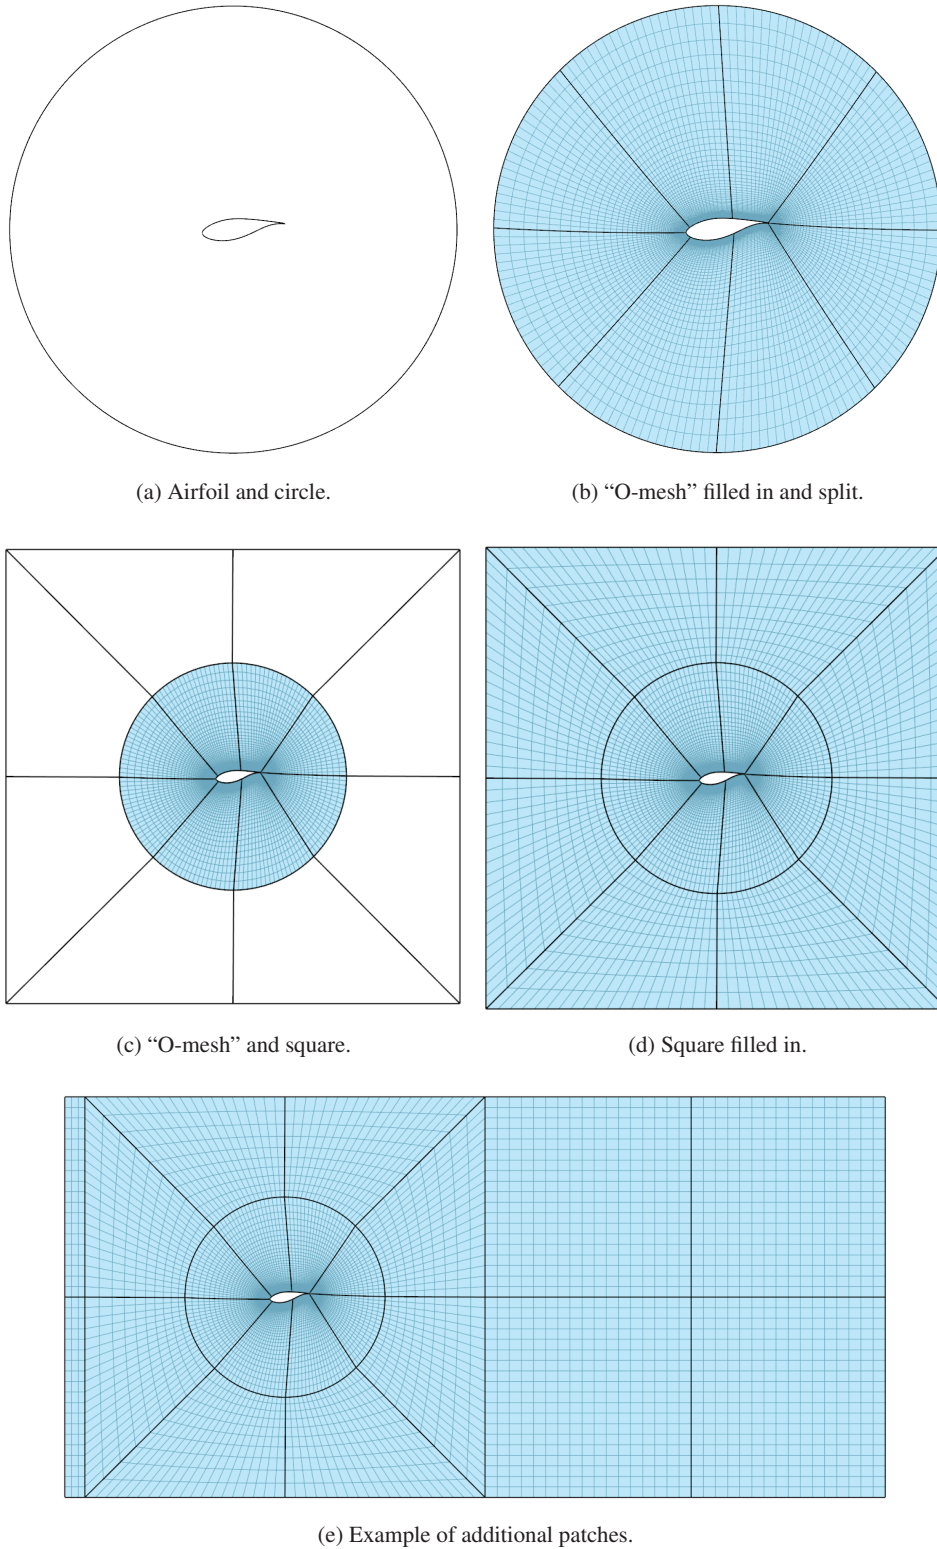 (a) Airfoil and circle.
(b) “O-mesh” filled in and split.
(c) “O-mesh” and square.
(d) Square filled in.
(e) Example of additional patches.